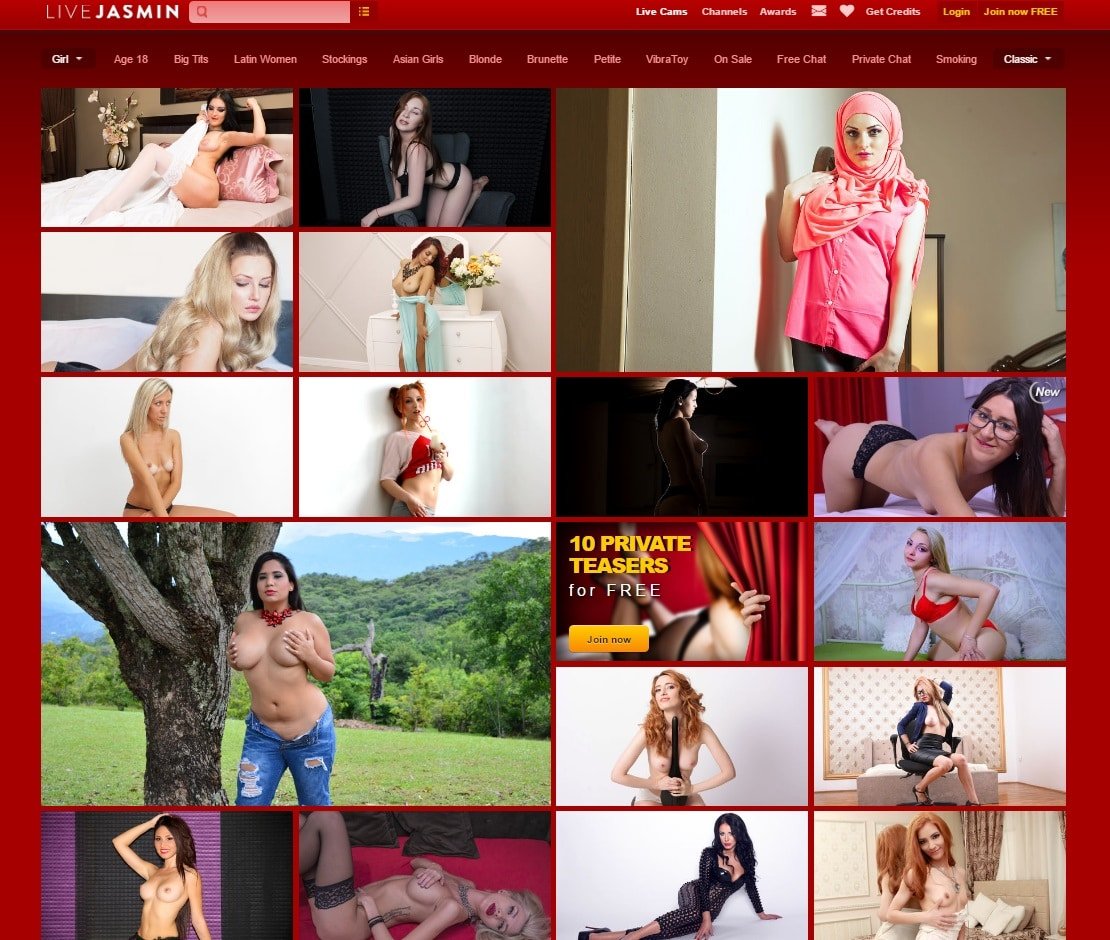 LIVEJASMIN
Live Cams Channels Awards Get Credits Login Join now FREE
Girl Age 18 Big Tits Latin Women Stockings Asian Girls Blonde Brunette Petite VibraToy On Sale Free Chat Private Chat Smoking Classic
New
10 PRIVATE
TEASERS
for FREE
Join now